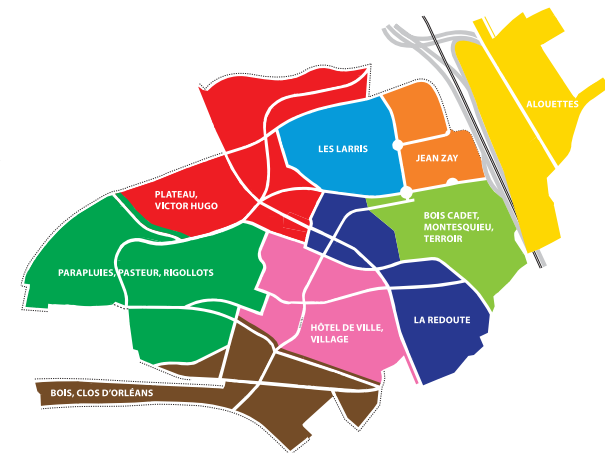 ALOUETTES
LES LARRIS
JEAN ZAY
PLATEAU,
VICTOR HUGO
BOIS CADET,
MONTESQUIEU,
TERROIR
PARAPLUIES, PASTEUR, RIGOLLOTS
LA REDOUTE
HÔTEL DE VILLE,
VILLAGE
BOIS, CLOS D'ORLÉANS